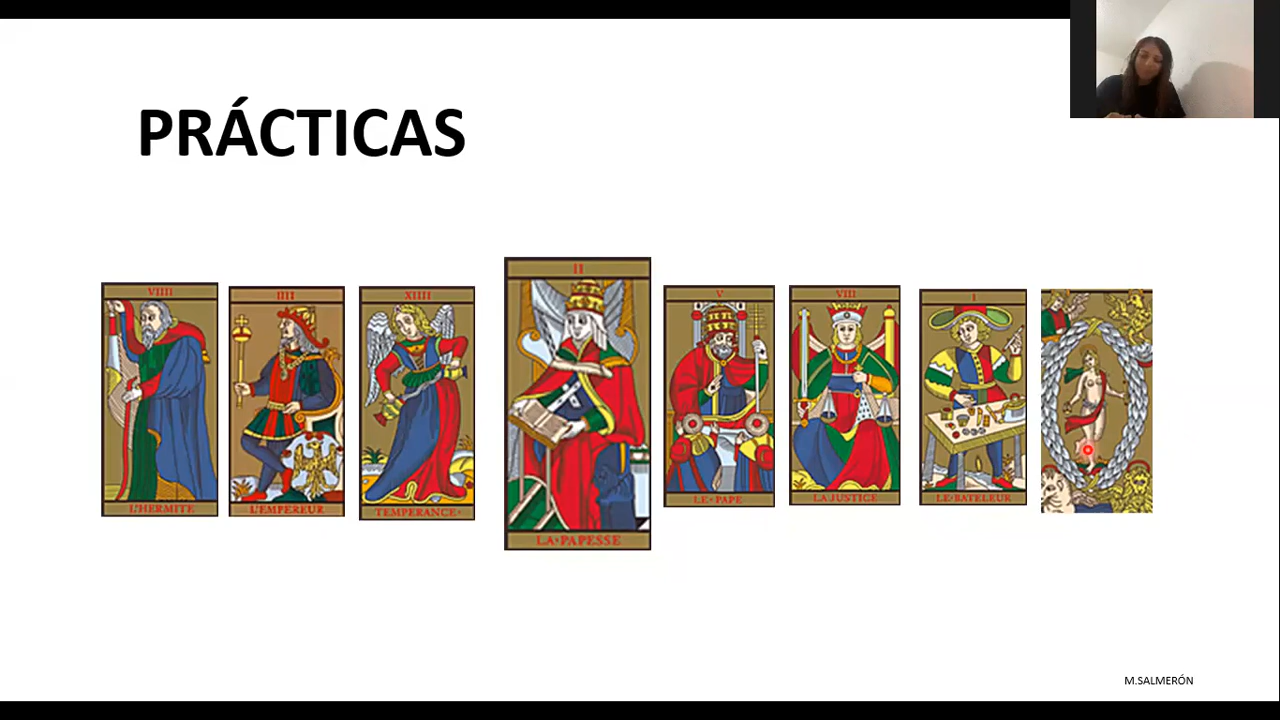 PRÁCTICAS
VIIII
IIII
XIIII
II
V
VIII
I
L'HERMITE
L'EMPEREUR
TEMPERANCE
LA•PAPESSE
LE•PAPE
LA JUSTICE
LE•BATELEUR
M.SALMERÓN